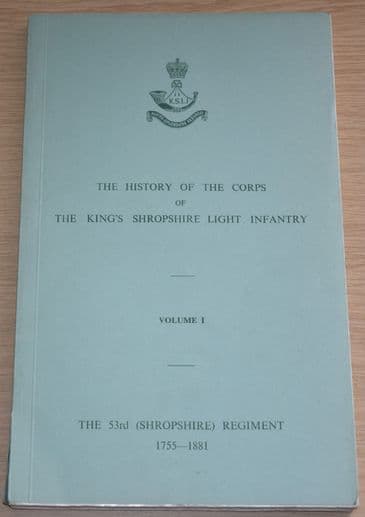 K.S.L.I
THE HISTORY OF THE CORPS
OF
THE KING'S SHROPSHIRE LIGHT INFANTRY
VOLUME I
THE 53rd (SHROPSHIRE) REGIMENT
1755—1881